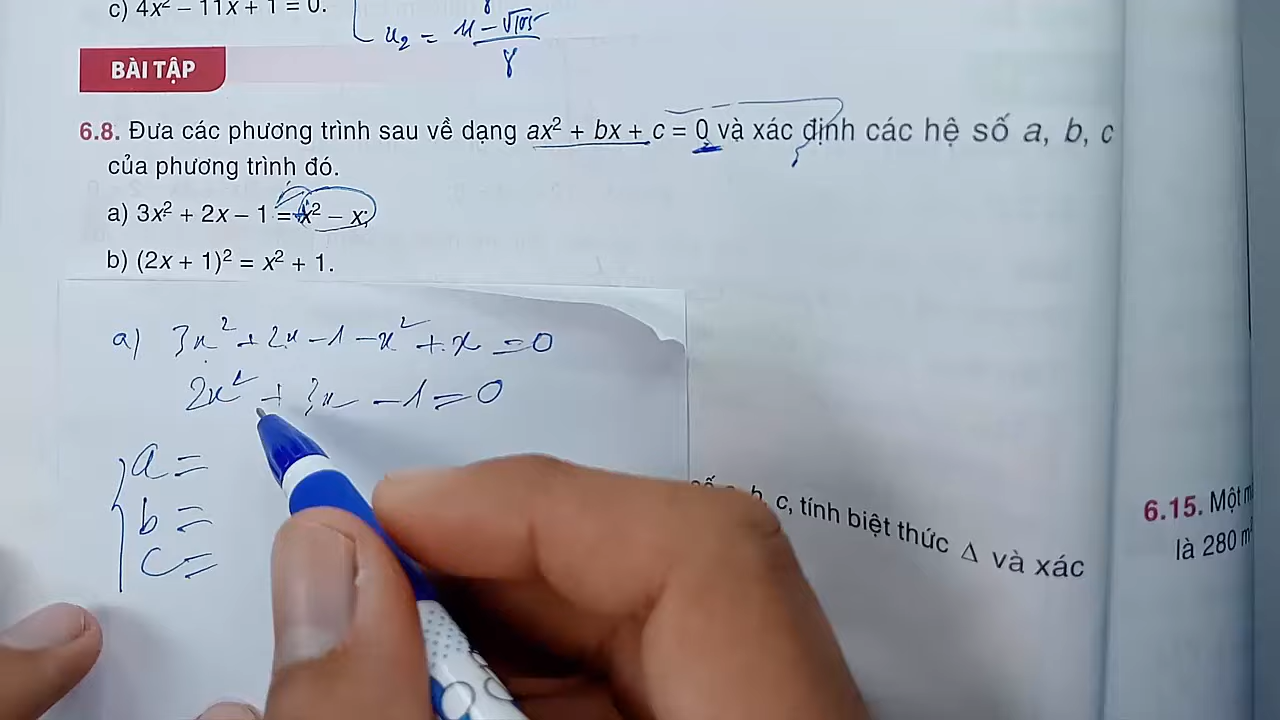 c) 4x² – 11x + 1 = 0.
u₂ = 11 – √105 / 8
BÀI TẬP
6.8. Đưa các phương trình sau về dạng ax² + bx + c = 0 và xác định các hệ số a, b, c
của phương trình đó.
a) 3x² + 2x – 1 = x² – x;
b) (2x + 1)² = x² + 1.
a) 3x² + 2x – 1 – x² + x = 0
2x² + 3x – 1 = 0
a =
b =
c =
c, tính biệt thức Δ và xác
6.15. Một
là 280